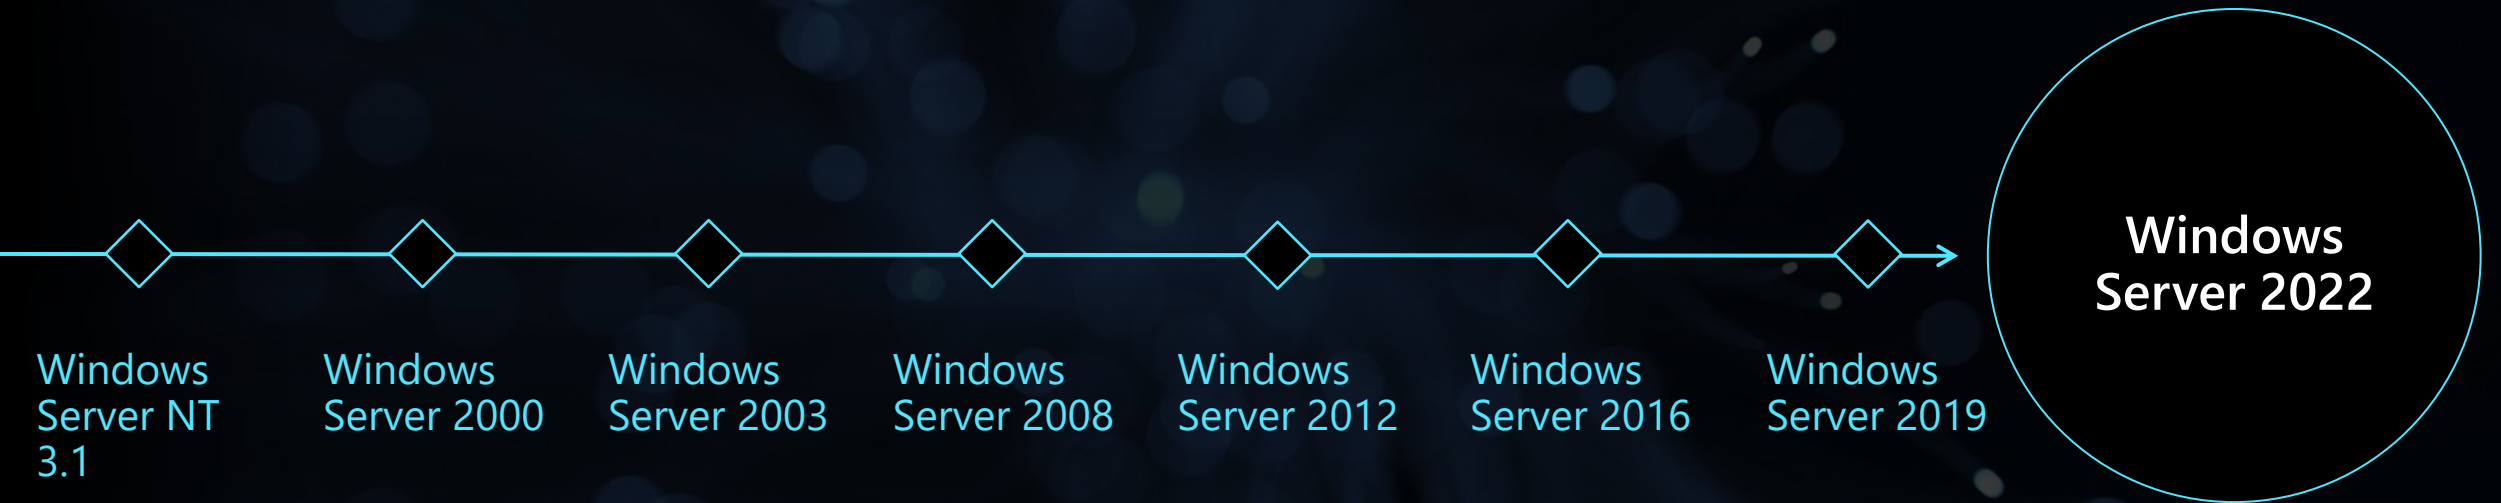 Windows
Server NT
3.1
Windows
Server 2000
Windows
Server 2003
Windows
Server 2008
Windows
Server 2012
Windows
Server 2016
Windows
Server 2019
Windows
Server 2022